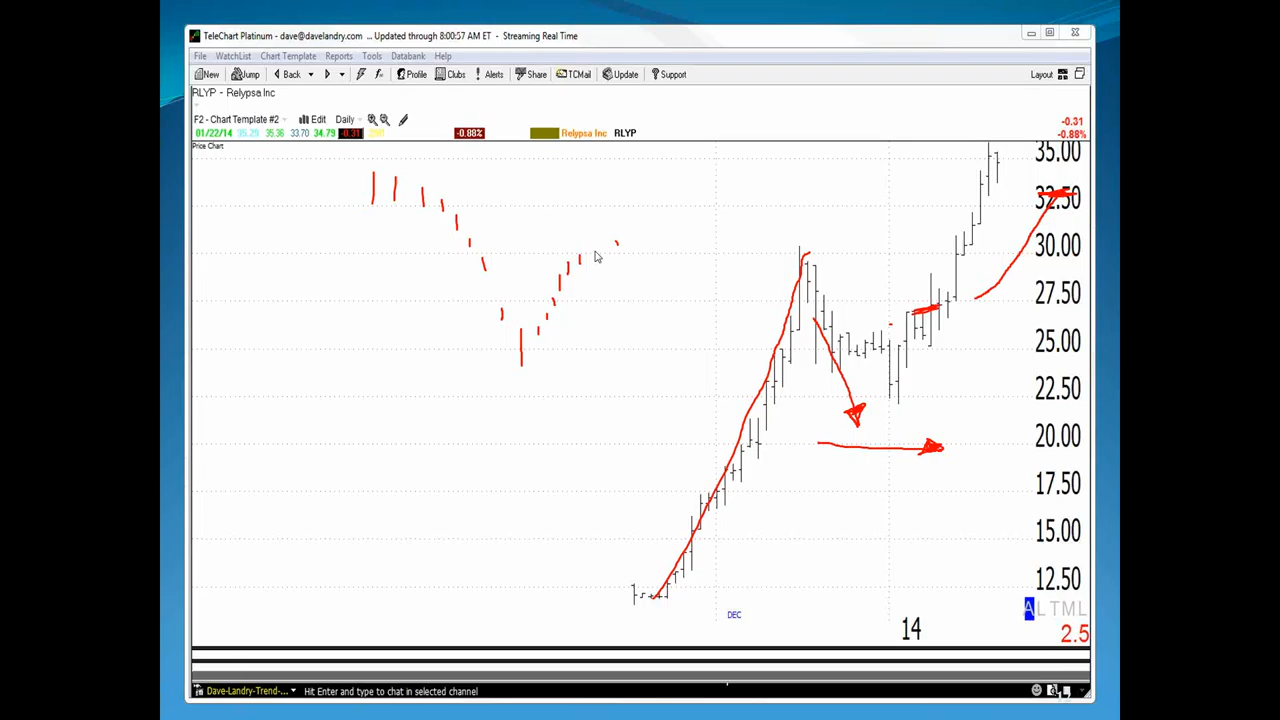 TeleChart Platinum - dave@davelandry.com ... Updated through 8:00:57 AM ET - Streaming Real Time
File WatchList Chart Template Reports Tools Databank Help
New Jump Back Profile Clubs Alerts Share TCMail Update Support Layout
RLYP - Relypsa Inc
F2 - Chart Template #2 Edit Daily
-0.31
01/22/14 35.29 35.36 33.70 34.79 -0.31 -0.88% Relypsa Inc RLYP
-0.88%
Price Chart
35.00
32.50
30.00
27.50
25.00
22.50
20.00
17.50
15.00
12.50
A L T M L
DEC
14
2.5
Dave-Landry-Trend-... Hit Enter and type to chat in selected channel